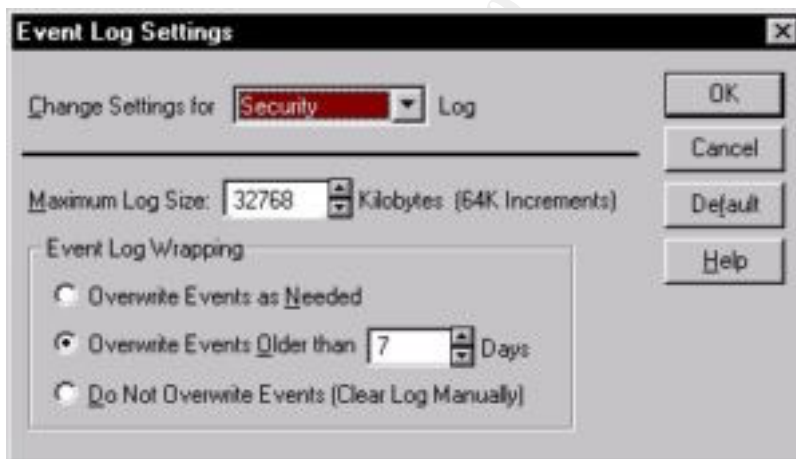 Event Log Settings
Change Settings for Security Log
OK
Cancel
Maximum Log Size: 32768 Kilobytes (64K Increments)
Default
Event Log Wrapping
Help
Overwrite Events as Needed
Overwrite Events Older than 7 Days
Do Not Overwrite Events (Clear Log Manually)